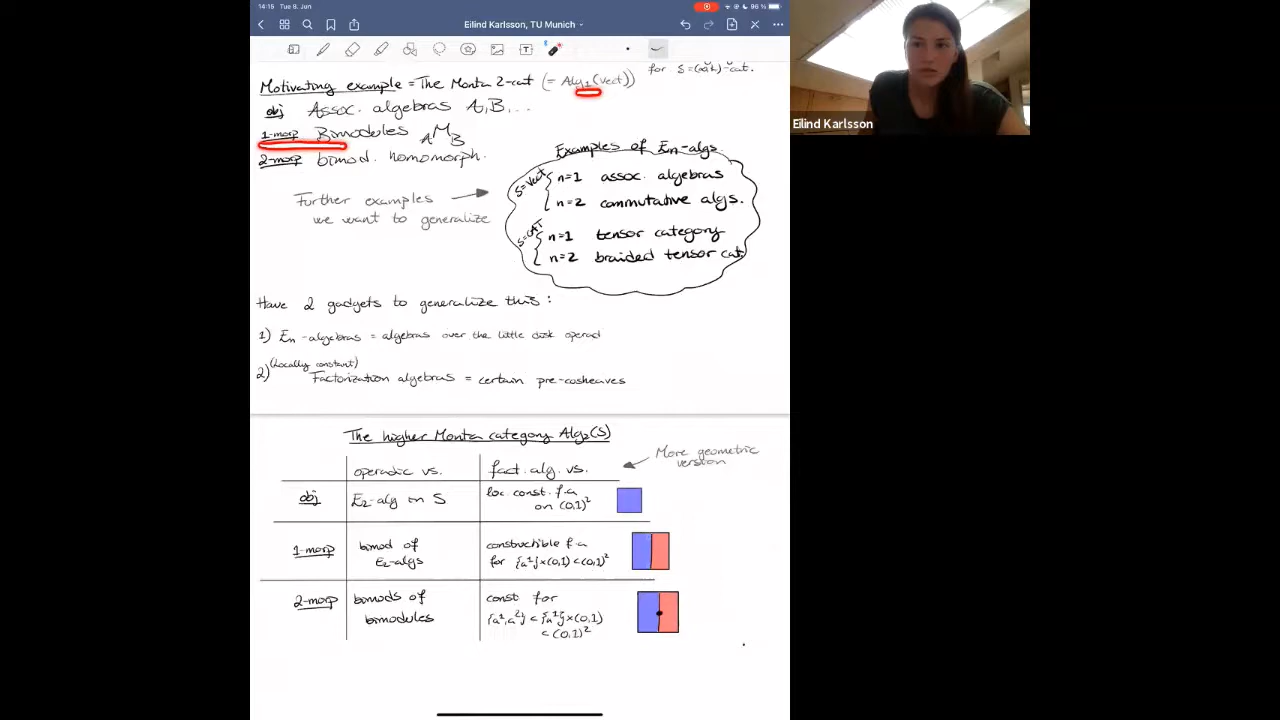 14:15 Tue 8. Jun
96 %
Eilind Karlsson, TU Munich
for S=(∞,1)-cat.
Motivating example = The Morita 2-cat (= Alg₁(Vect))
obj Assoc. algebras A, B, ...
1-morp Bimodules ₐM_B
2-morp bimod. homomorph.
Further examples
we want to generalize
Examples of En-algs.
S=Vect
n=1 assoc. algebras
n=2 commutative algs.
S=CAT
n=1 tensor category
n=2 braided tensor cat.
Have 2 gadgets to generalize this:
1) En-algebras = algebras over the little disk operad
(locally constant)
2) Factorization algebras = certain pre-cosheaves
The higher Morita category Alg₂(S)
More geometric
version
operadic vs. fact. alg. vs.
obj E₂-alg in S loc. const. f.a
on (0,1)²
1-morp bimod of
E₂-algs
constructible f.a
for {a¹}×(0,1)⊂(0,1)²
2-morp bimods of
bimodules
const for
{a¹,a²} ⊂ {a¹}×(0,1)
⊂ (0,1)²
Eilind Karlsson